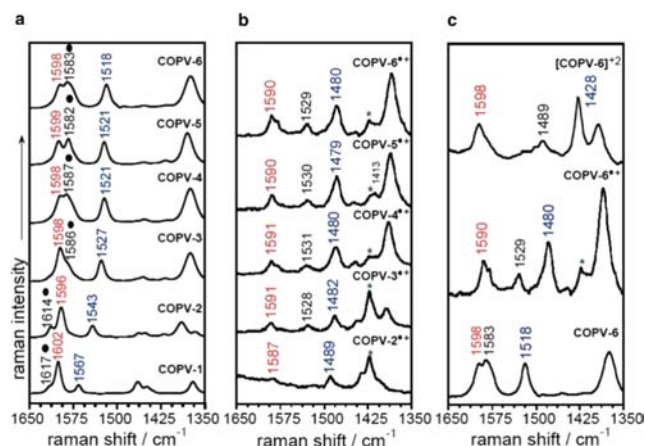 a
COPV-6
1598
1583
1518
COPV-5
1599
1582
1521
COPV-4
1598
1587
1521
COPV-3
1598
1586
1527
COPV-2
1614
1596
1543
COPV-1
1617
1602
1567
raman intensity
1650 1575 1500 1425 1350
raman shift / cm-1
b
COPV-6•+
1590
1529
1480
*
COPV-5•+
1590
1530
1479
* 1413
COPV-4•+
1591
1531
1480
*
COPV-3•+
1591
1528
1482
*
COPV-2•+
1587
1489
*
1650 1575 1500 1425 1350
raman shift / cm-1
c
[COPV-6]+2
1598
1489
1428
COPV-6•+
1590
1529
1480
*
COPV-6
1598
1583
1518
1650 1575 1500 1425 1350
raman shift / cm-1